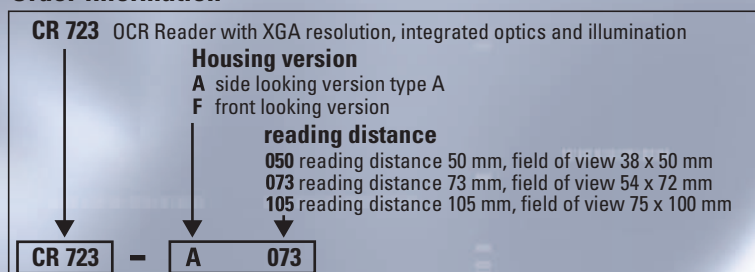 CR 723 OCR Reader with XGA resolution, integrated optics and illumination
Housing version
A side looking version type A
F front looking version
reading distance
050 reading distance 50 mm, field of view 38 x 50 mm
073 reading distance 73 mm, field of view 54 x 72 mm
105 reading distance 105 mm, field of view 75 x 100 mm
CR 723 – A 073